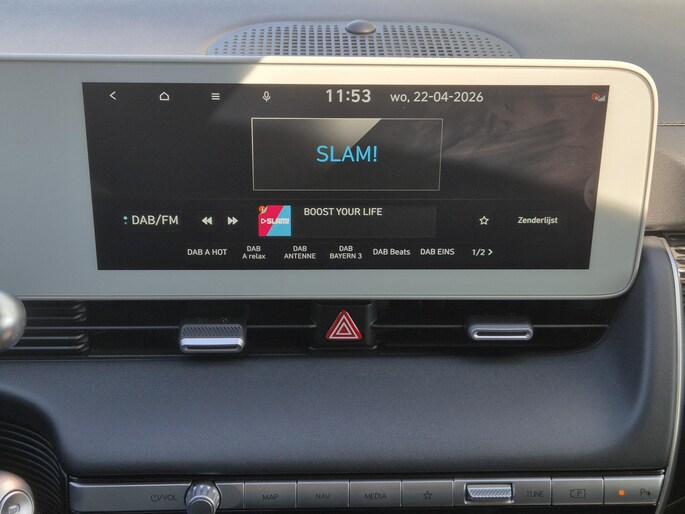 11:53 wo, 22-04-2026
SLAM!
DAB/FM
SLAM!
BOOST YOUR LIFE
Zenderlijst
DAB A HOT
DAB
A relax
DAB
ANTENNE
DAB
BAYERN 3
DAB Beats
DAB EINS
1/2
/VOL
MAP
NAV
MEDIA
TUNE